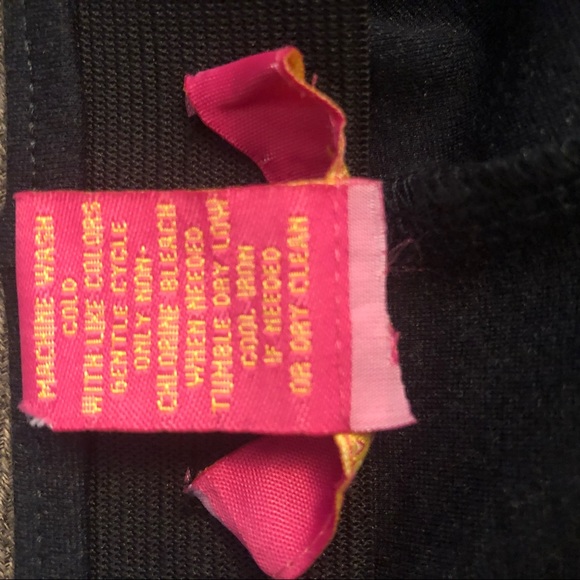 MACHINE WASH
COLD
WITH LIKE COLORS
GENTLE CYCLE
ONLY NON-
CHLORINE BLEACH
WHEN NEEDED
TUMBLE DRY LOW
COOL IRON
IF NEEDED
OR DRY CLEAN